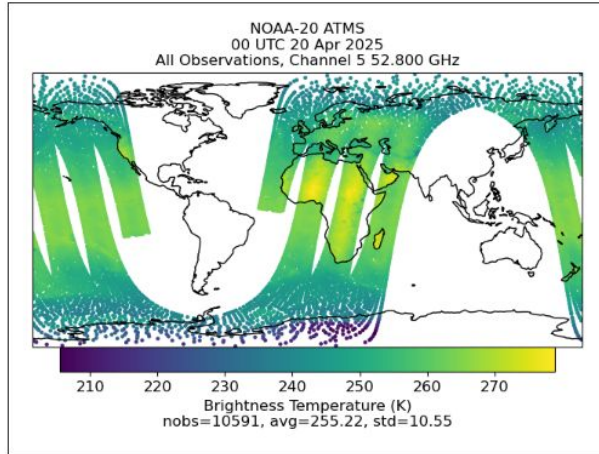 NOAA-20 ATMS
00 UTC 20 Apr 2025
All Observations, Channel 5 52.800 GHz
210 220 230 240 250 260 270
Brightness Temperature (K)
nobs=10591, avg=255.22, std=10.55